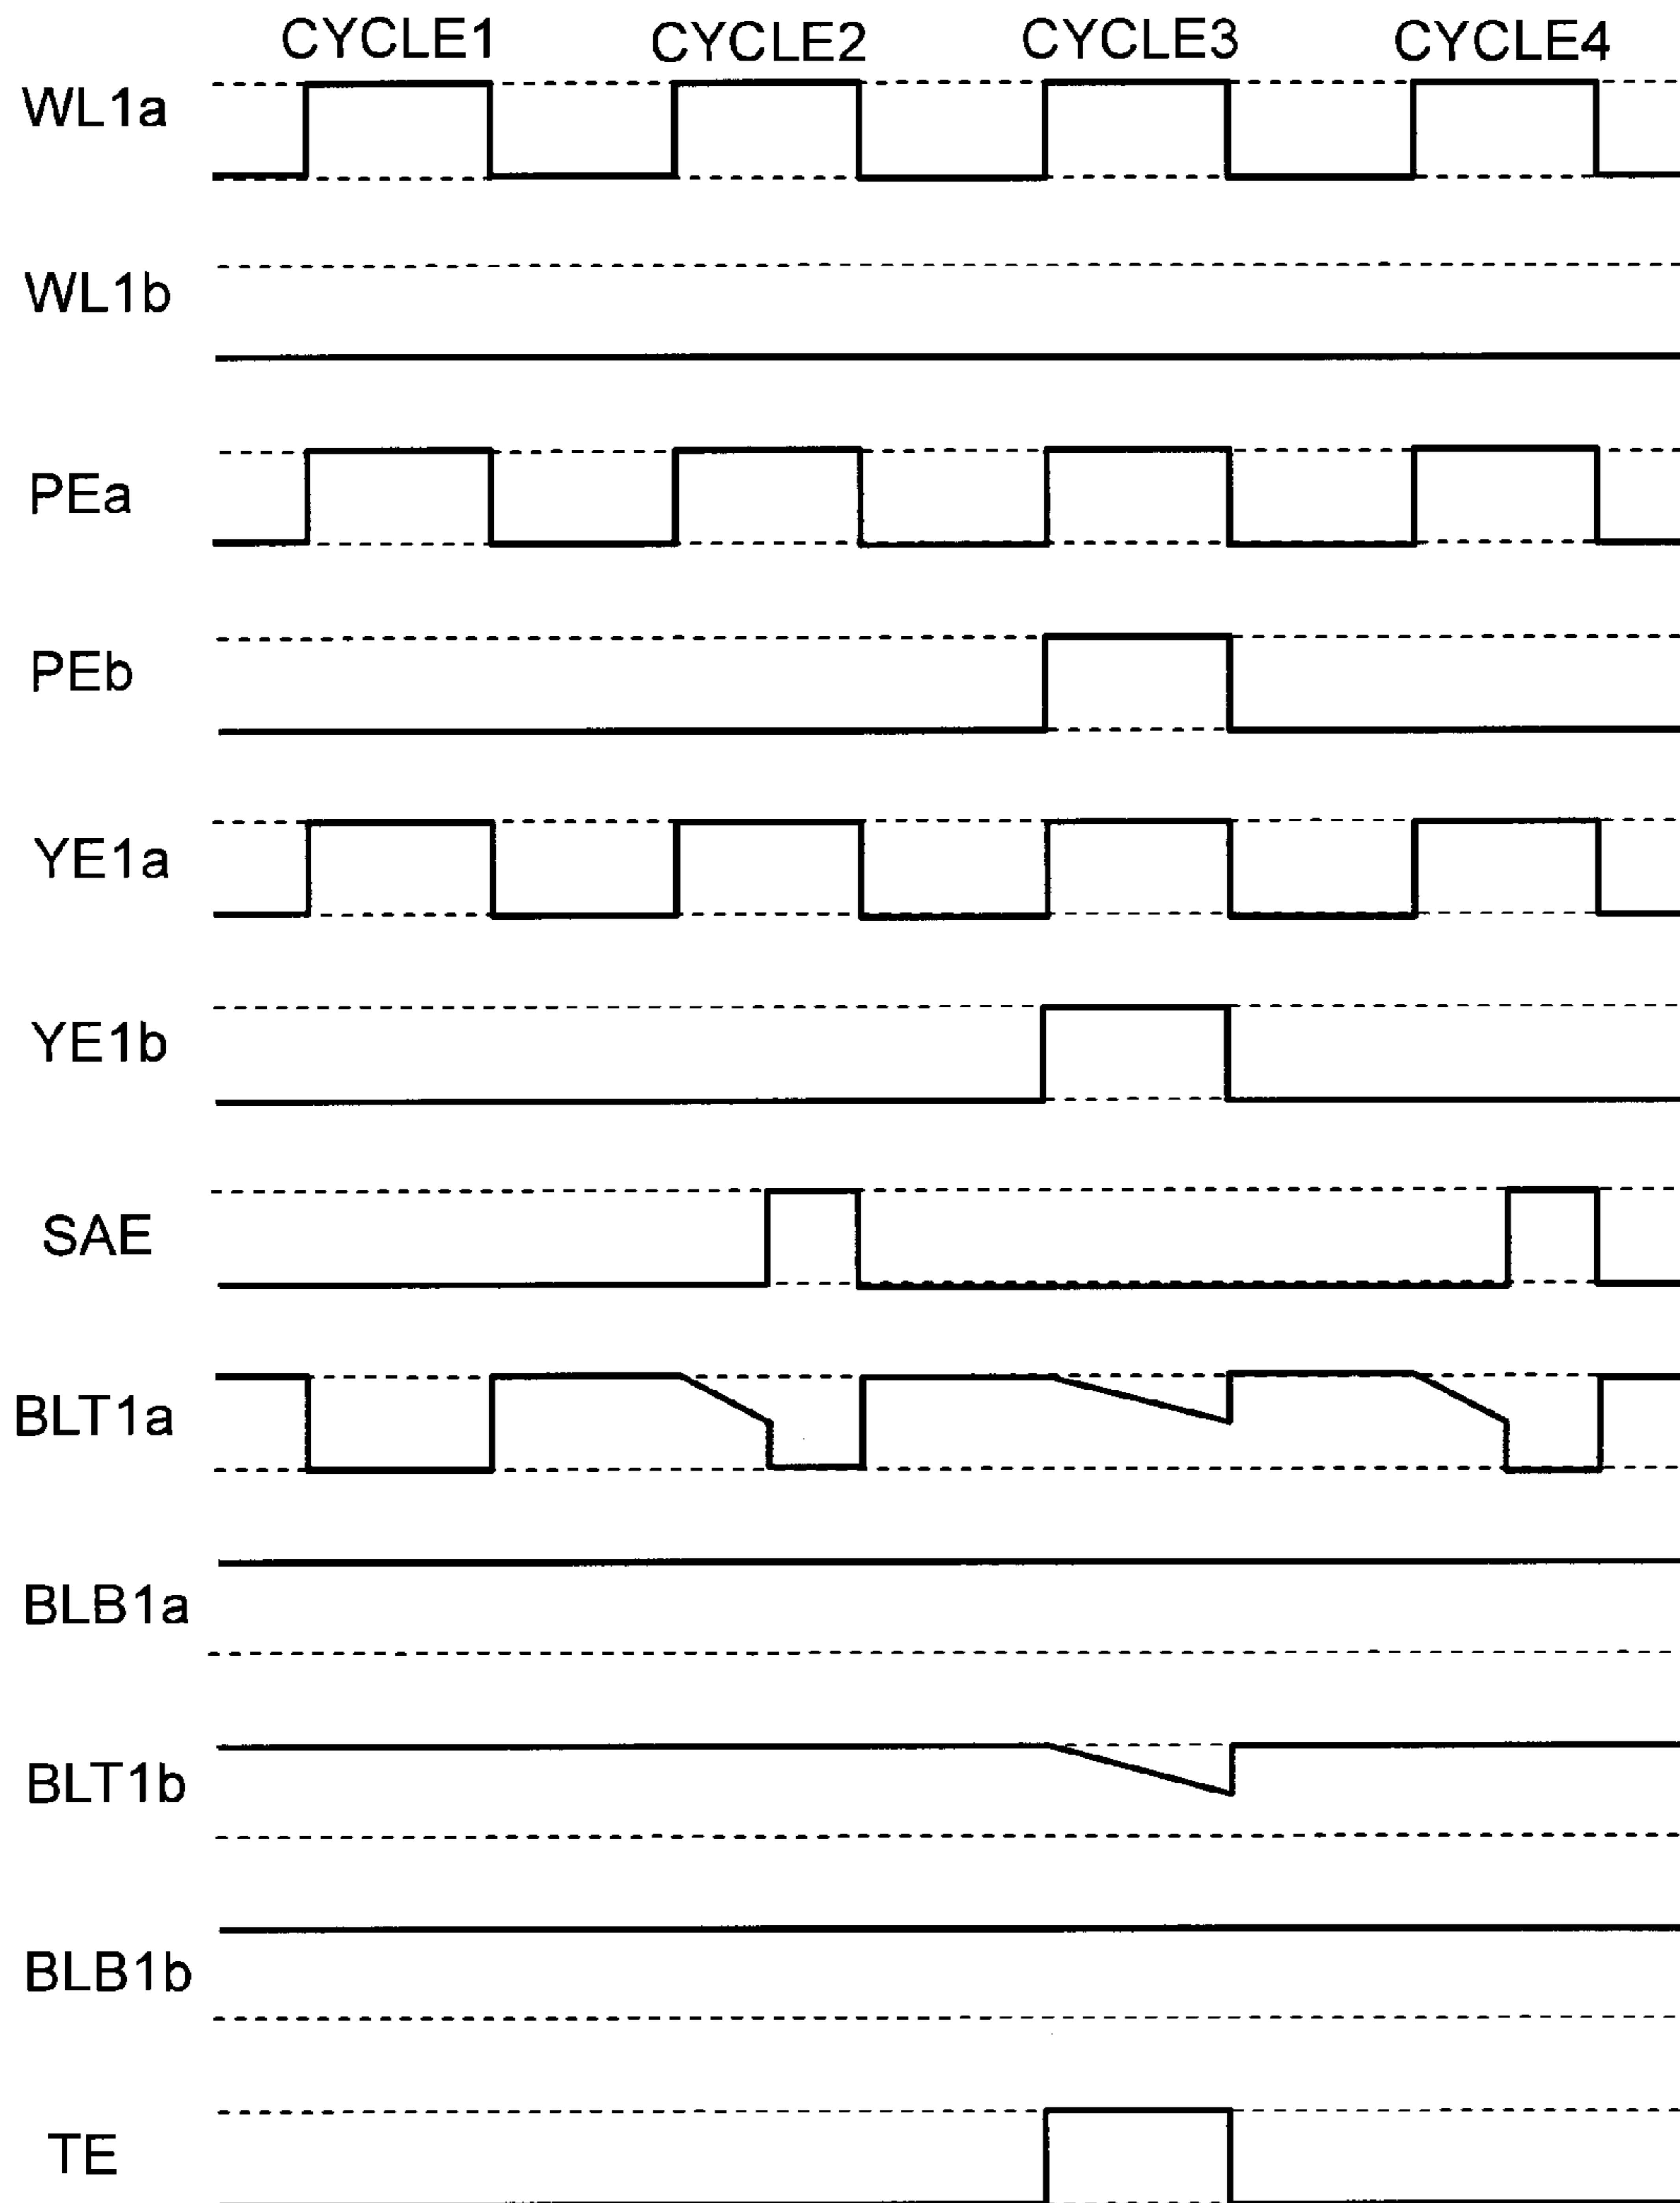 CYCLE1 CYCLE2 CYCLE3 CYCLE4
WL1a
WL1b
PEa
PEb
YE1a
YE1b
SAE
BLT1a
BLB1a
BLT1b
BLB1b
TE